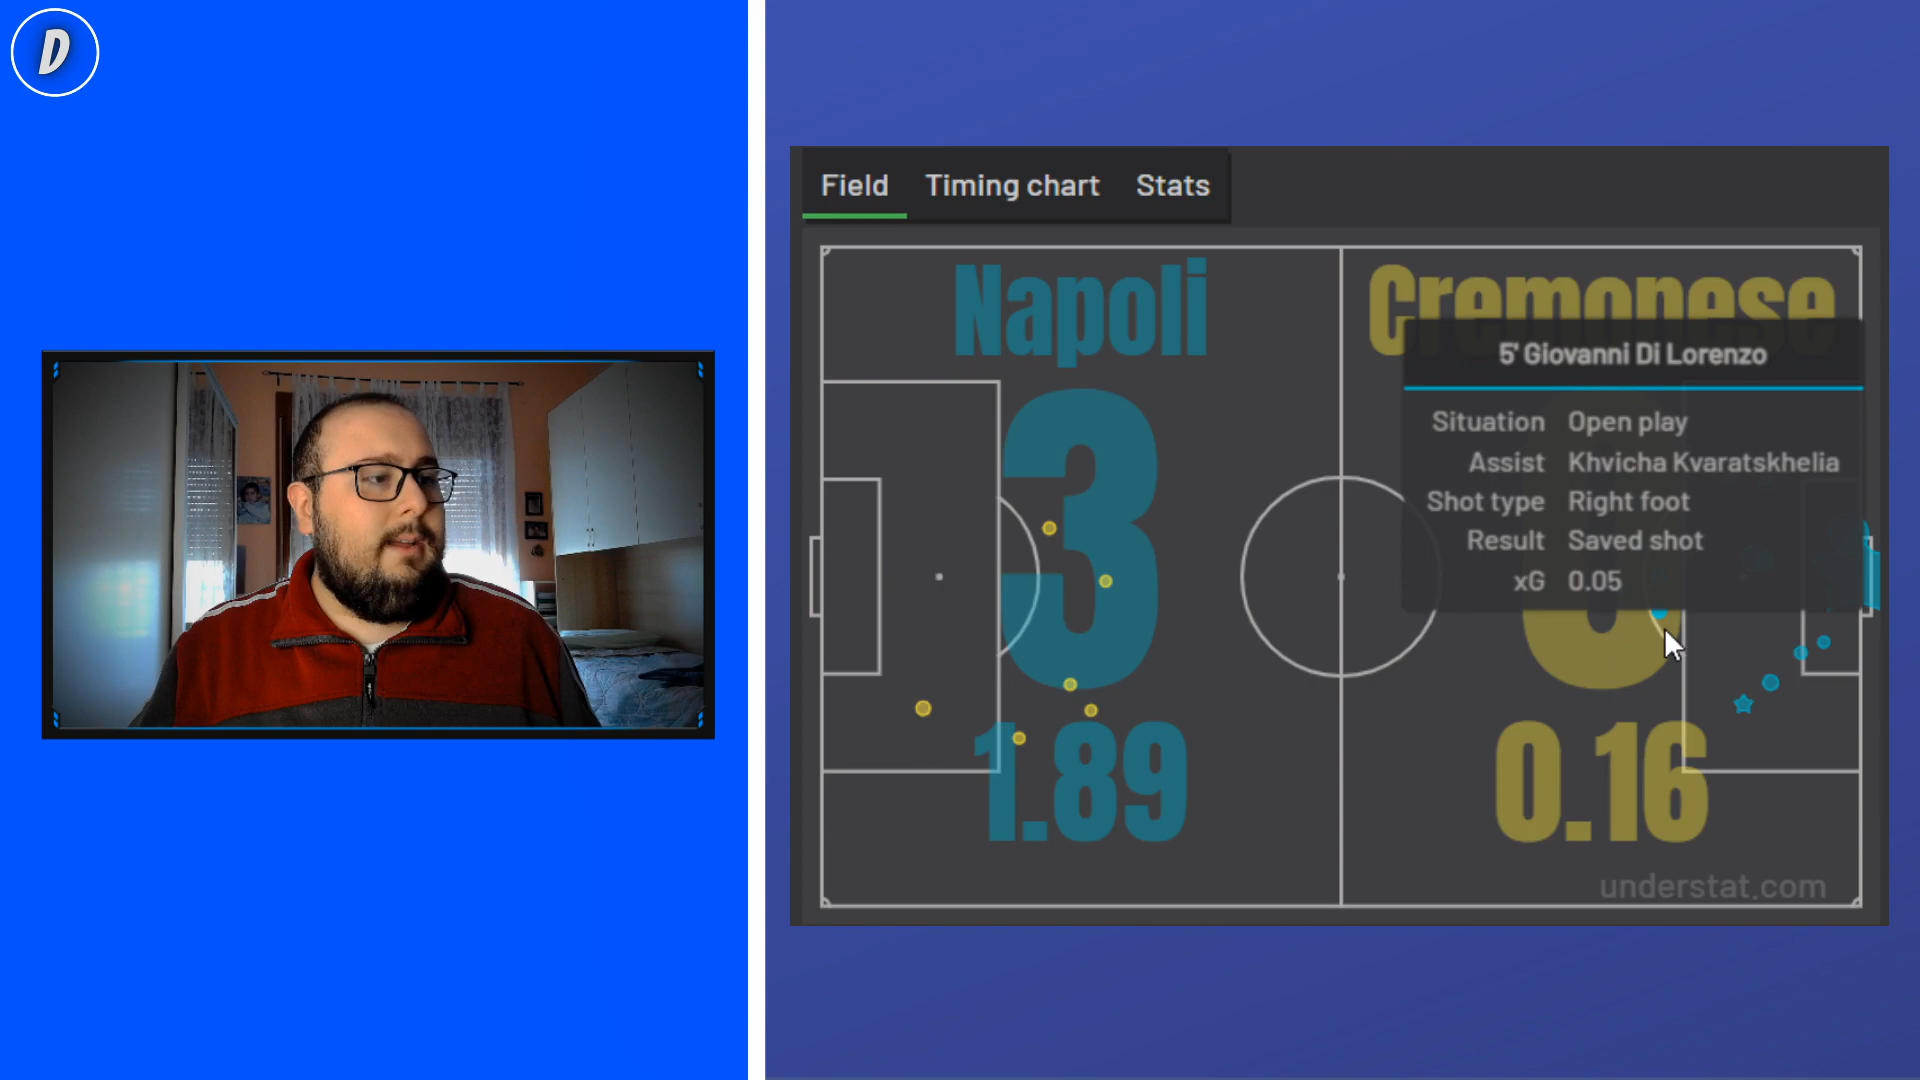 D
Field Timing chart Stats
Napoli Cremonese
5' Giovanni Di Lorenzo
Situation Open play
Assist Khvicha Kvaratskhelia
Shot type Right foot
Result Saved shot
xG 0.05
3
1.89 0.16
understat.com